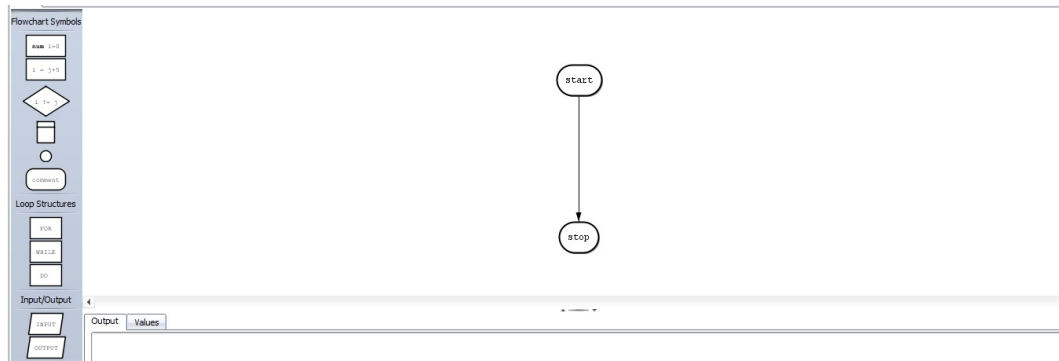 Flowchart Symbols
num i=0
i = j+5
i != j
comment
Loop Structures
FOR
WHILE
DO
Input/Output
INPUT
OUTPUT
start
stop
Output
Values